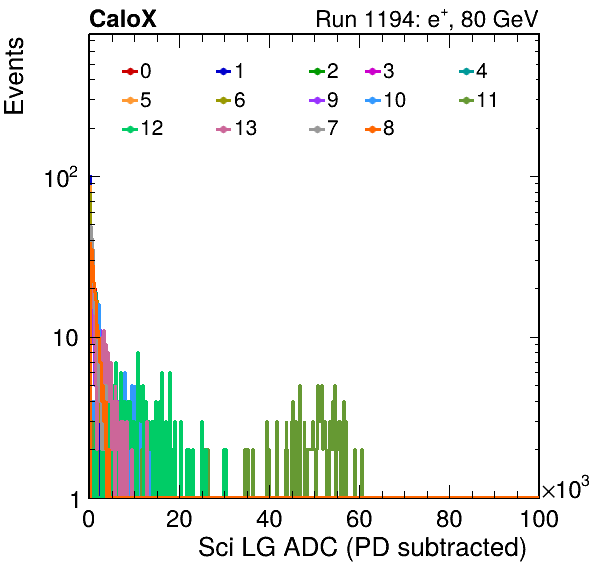 CaloX Run 1194: e⁺, 80 GeV
Events
0 1 2 3 4
5 6 9 10 11
12 13 7 8
10²
10
1
0 20 40 60 80 100
×10³
Sci LG ADC (PD subtracted)